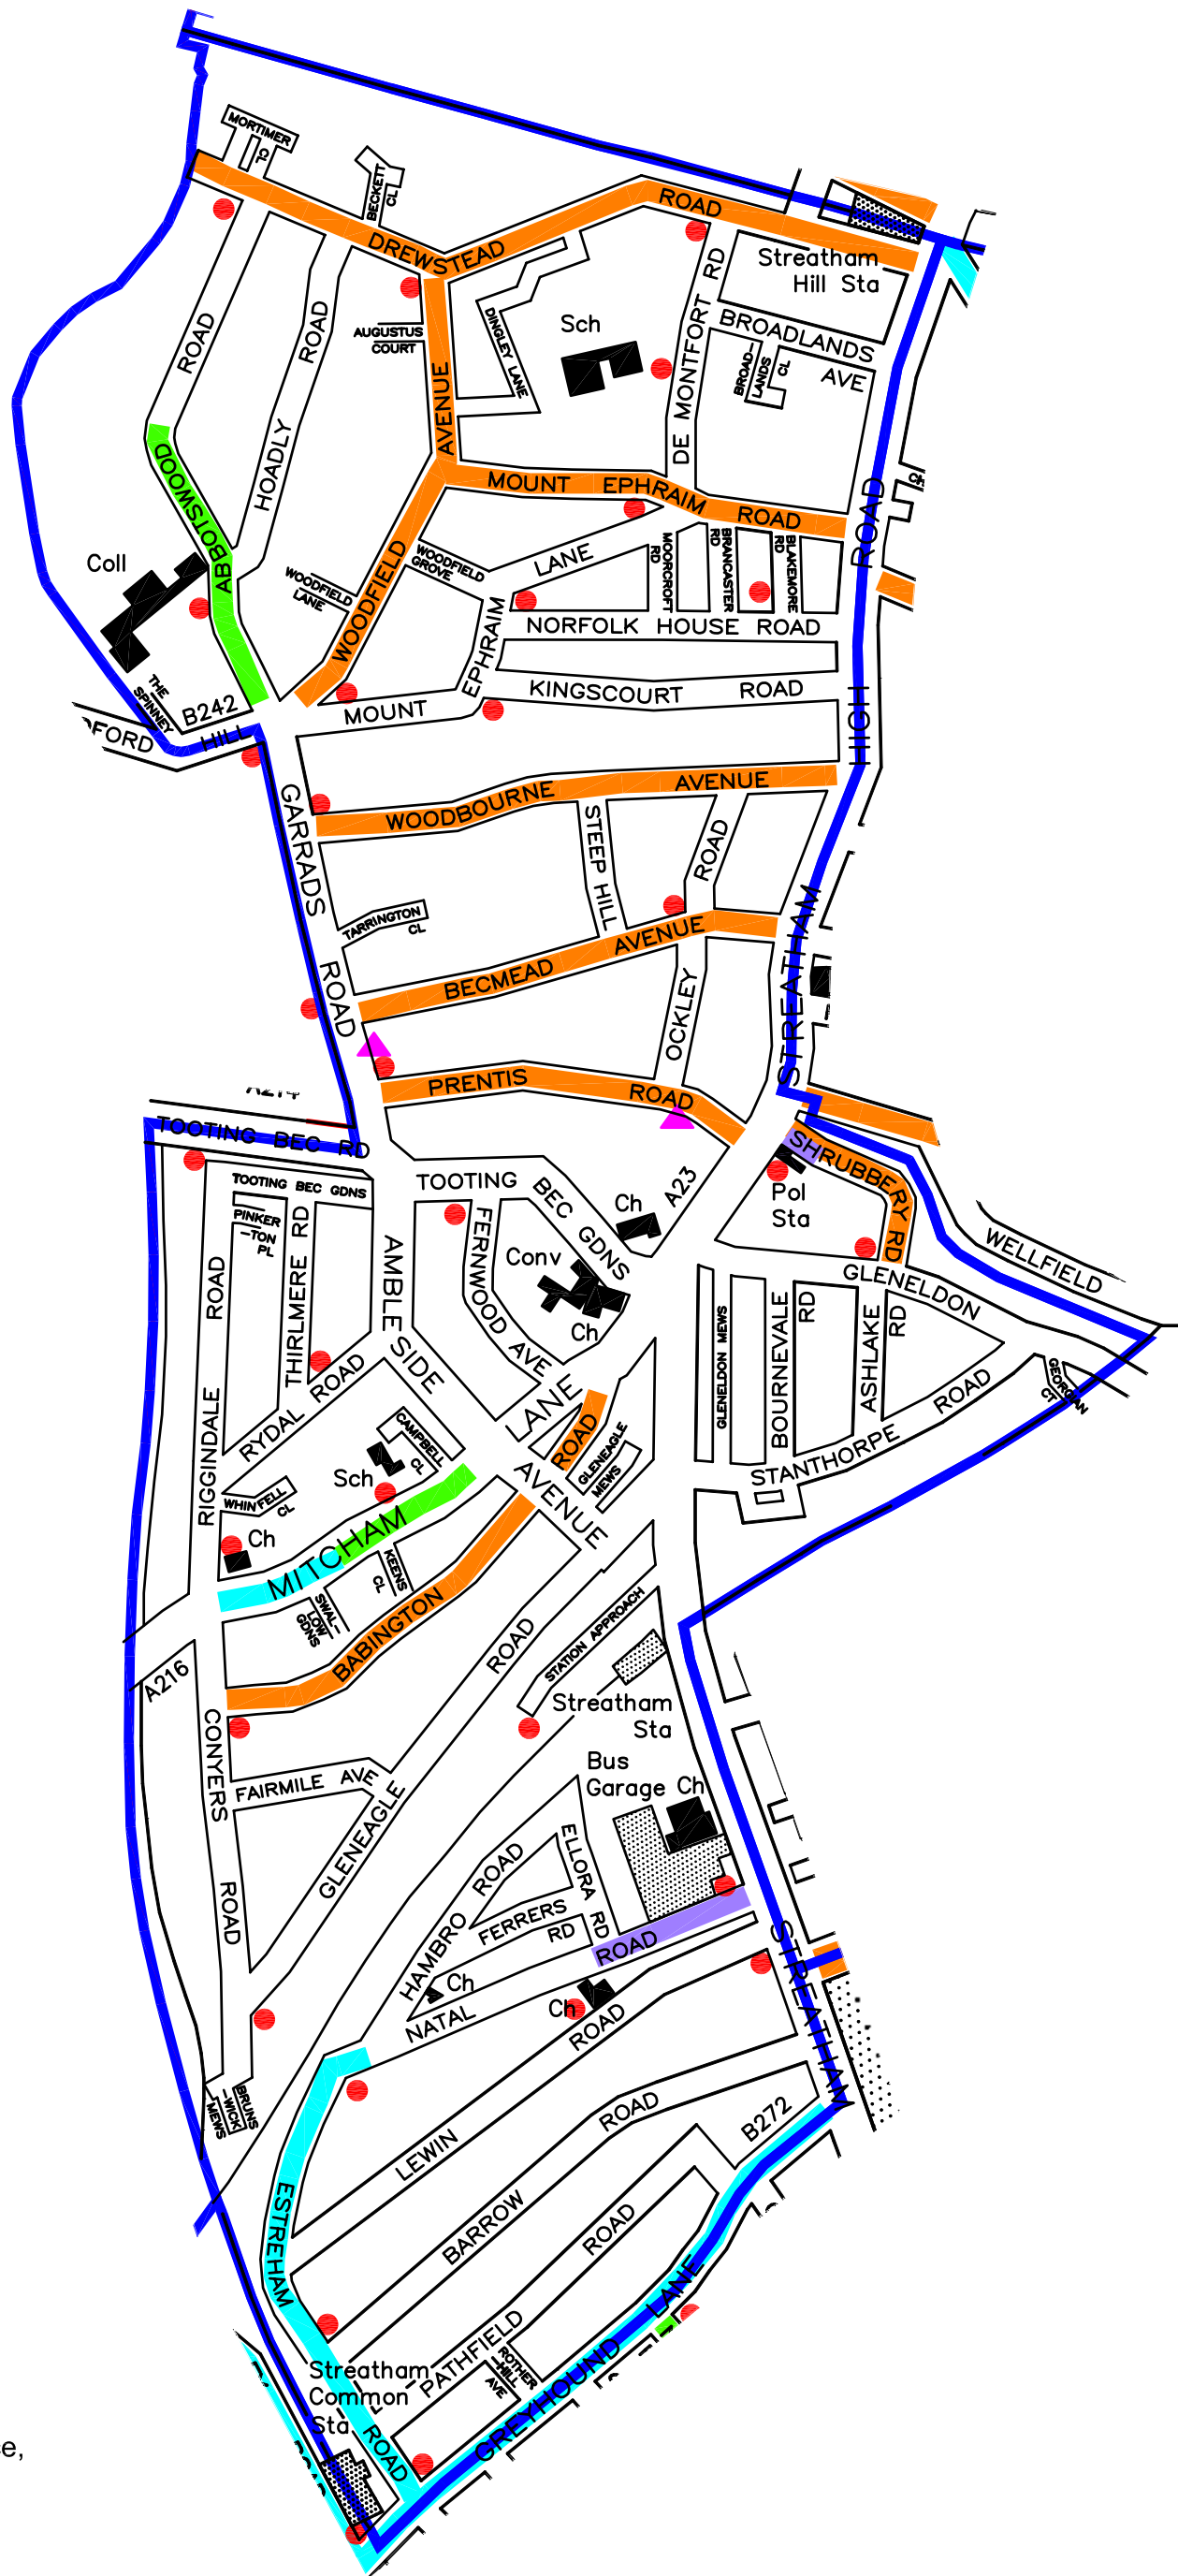 MORTIMER
CL
BECKETT
CL
DREWSTEAD
ROAD
Streatham
Hill Sta
ROAD
HOADLY
ROAD
AUGUSTUS
COURT
AVENUE
DINGLEY LANE
Sch
DE MONTFORT RD
BROADLANDS
AVE
BROAD-
LANDS
CL
ABBOTSWOOD
MOUNT EPHRAIM ROAD
Coll
WOODFIELD
GROVE
WOODFIELD
LANE
WOODFIELD
LANE
EPHRAIM
MOUNT
MOORCROFT
RD
BRANCASTER
RD
BLAKEMORE
RD
NORFOLK HOUSE ROAD
KINGSCOURT ROAD
THE
SPINNEY
B242
FORD
HILL
STREATHAM
HIGH
ROAD
GARRADS
ROAD
WOODBOURNE AVENUE
STEEP HILL
ROAD
OCKLEY
TARRINGTON
CL
BECMEAD AVENUE
PRENTIS ROAD
A214
TOOTING BEC RD
TOOTING BEC GDNS
TOOTING
BEC GDNS
A23
SHRUBBERY RD
Pol
Sta
WELLFIELD
GLENELDON
PINKER
-TON
PL
THIRLMERE RD
ROAD
RIGGINDALE
AMBLE
SIDE
AVENUE
FERNWOOD AVE
Conv
Ch
Ch
LANE
GLENELDON MEWS
BOURNEVALE
RD
ASHLAKE
RD
STANTHORPE
ROAD
GEORGIAN
CT
RYDAL ROAD
CAMPBELL
CL
Sch
WHINFELL
CL
Ch
ROAD
GLENEAGLE
MEWS
MITCHAM
KEENS
CL
SWAL-
LOW
GDNS
BABINGTON
ROAD
GLENEAGLE
STATION APPROACH
Streatham
Sta
A216
CONYERS
ROAD
FAIRMILE AVE
Bus
Garage
Ch
ELLORA
RD
HAMBRO
ROAD
FERRERS
RD
ROAD
NATAL
Ch
Ch
STREATHAM
BRUNS
-WICK
MEWS
LEWIN
ROAD
BARROW
ROAD
B272
ESTREHAM
ROAD
PATHFIELD
ROAD
ROTHER
HILL
AVE
GREYHOUND
LANE
Streatham
Common
Sta
e,